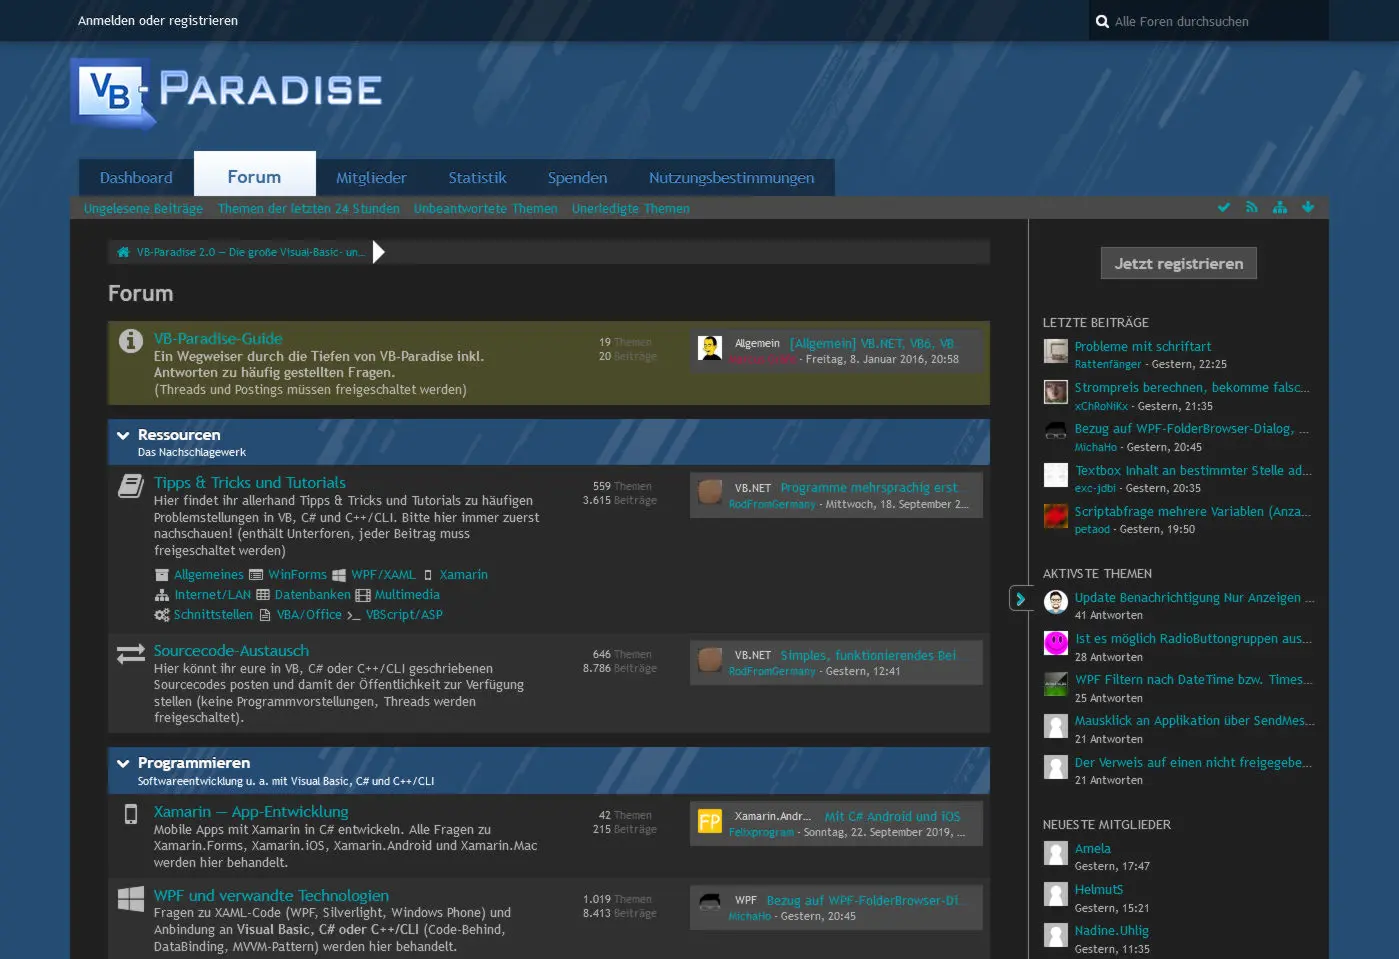 Anmelden oder registrieren
Alle Foren durchsuchen
VB-PARADISE
Dashboard
Forum
Mitglieder
Statistik
Spenden
Nutzungsbestimmungen
Ungelesene Beiträge
Themen der letzten 24 Stunden
Unbeantwortete Themen
Unerledigte Themen
VB-Paradise 2.0 – Die große Visual-Basic- un...
Forum
VB-Paradise-Guide
Ein Wegweiser durch die Tiefen von VB-Paradise inkl.
Antworten zu häufig gestellten Fragen.
(Threads und Postings müssen freigeschaltet werden)
19 Themen
20 Beiträge
Allgemein [Allgemein] VB.NET, VB6, VB
- Freitag, 8. Januar 2016, 20:58
Ressourcen
Das Nachschlagewerk
Tipps & Tricks und Tutorials
Hier findet ihr allerhand Tipps & Tricks und Tutorials zu häufigen
Problemstellungen in VB, C# und C++/CLI. Bitte hier immer zuerst
nachschauen! (enthält Unterforen, jeder Beitrag muss
freigeschaltet werden)
Allgemeines WinForms WPF/XAML Xamarin
Internet/LAN Datenbanken Multimedia
Schnittstellen VBA/Office VBScript/ASP
559 Themen
3.615 Beiträge
VB.NET Programme mehrsprachig erst
RodFromGermany - Mittwoch, 18. September 2...
Sourcecode-Austausch
Hier könnt ihr eure in VB, C# oder C++/CLI geschriebenen
Sourcecodes posten und damit der Öffentlichkeit zur Verfügung
stellen (keine Programmvorstellungen, Threads werden
freigeschaltet).
646 Themen
8.786 Beiträge
VB.NET Simples, funktionierendes Bei
RodFromGermany - Gestern, 12:41
Programmieren
Softwareentwicklung u. a. mit Visual Basic, C# und C++/CLI
Xamarin – App-Entwicklung
Mobile Apps mit Xamarin in C# entwickeln. Alle Fragen zu
Xamarin.Forms, Xamarin.iOS, Xamarin.Android und Xamarin.Mac
werden hier behandelt.
42 Themen
215 Beiträge
FP
Xamarin.Andr... Mit C# Android und iOS
Felixprogram - Sonntag, 22. September 2019, ...
WPF und verwandte Technologien
Fragen zu XAML-Code (WPF, Silverlight, Windows Phone) und
Anbindung an Visual Basic, C# oder C++/CLI (Code-Behind,
DataBinding, MVVM-Pattern) werden hier behandelt.
1.019 Themen
8.413 Beiträge
WPF Bezug auf WPF-FolderBrowser-Di
MichaHo - Gestern, 20:45
Jetzt registrieren
LETZTE BEITRÄGE
Probleme mit schriftart
Rattenfänger - Gestern, 22:25
Strompreis berechnen, bekomme falsc...
xChRoNiKx - Gestern, 21:35
Bezug auf WPF-FolderBrowser-Dialog, ...
MichaHo - Gestern, 20:45
Textbox Inhalt an bestimmter Stelle ad...
exc-jdbi - Gestern, 20:35
Scriptabfrage mehrere Variablen (Anza...
petaod - Gestern, 19:50
AKTIVSTE THEMEN
Update Benachrichtigung Nur Anzeigen ...
41 Antworten
Ist es möglich RadioButtongruppen aus...
28 Antworten
WPF Filtern nach DateTime bzw. Times...
25 Antworten
Mausklick an Applikation über SendMes...
21 Antworten
Der Verweis auf einen nicht freigegebe...
21 Antworten
NEUESTE MITGLIEDER
Amela
Gestern, 17:47
HelmutS
Gestern, 15:21
Nadine.Uhlig
Gestern, 11:35